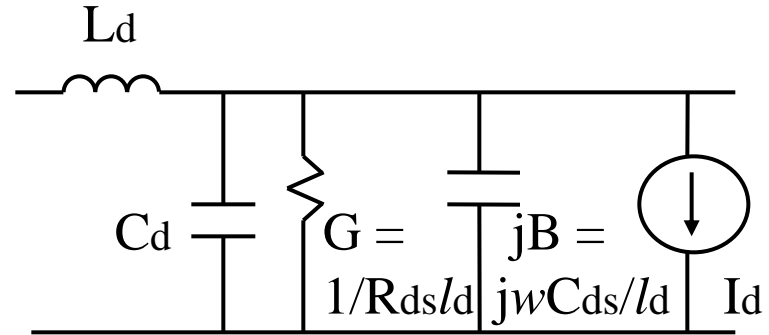 Ld
Cd
G =
1/Rdsld
jB =
jwCds/ld
Id